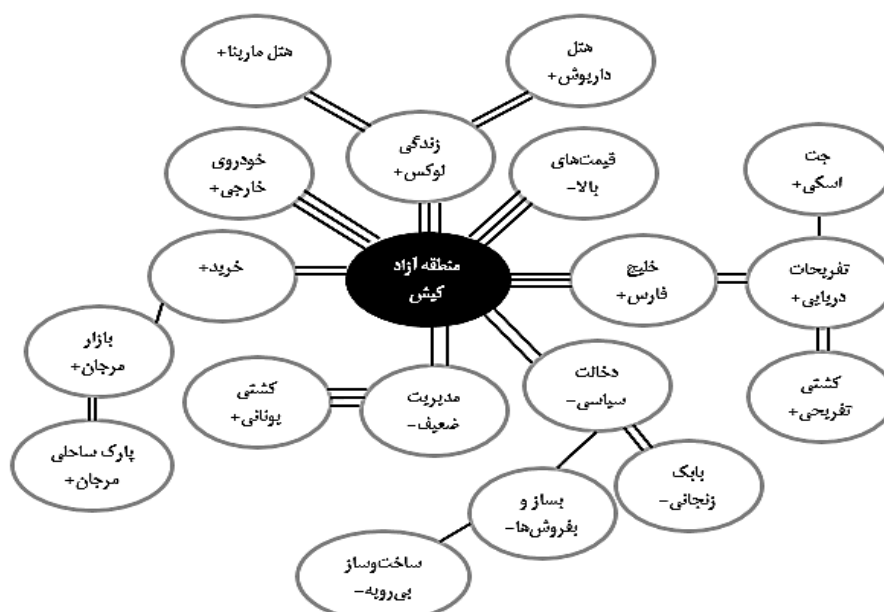 هتل
داریوش+
هتل مارینا+
زندگی
لوکس+
قیمت‌های
بالا-
خودروی
خارجی+
جت
اسکی+
منطقه آزاد
کیش
خلیج
فارس+
تفریحات
دریایی+
خرید+
بازار
مرجان+
پارک ساحلی
مرجان+
کشتی
یونانی+
مدیریت
ضعیف-
دخالت
سیاسی-
کشتی
تفریحی+
بابک
زنجانی-
بساز و
بفروش‌ها-
ساخت‌وساز
بی‌رویه-